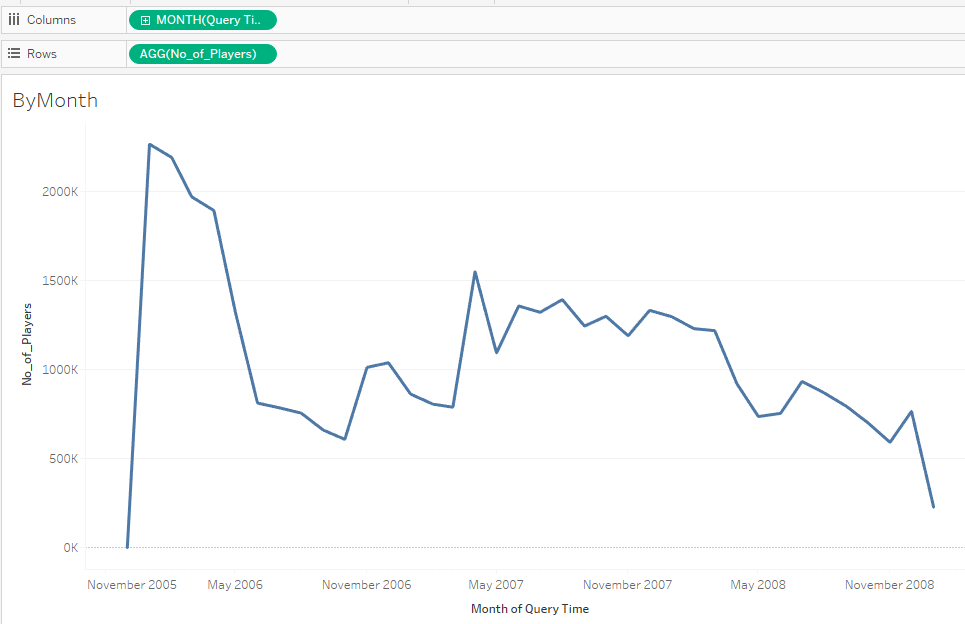 Columns
MONTH(Query Ti..
Rows
AGG(No_of_Players)
ByMonth
2000K
1500K
1000K
500K
0K
No_of_Players
November 2005 May 2006 November 2006 May 2007 November 2007 May 2008 November 2008
Month of Query Time